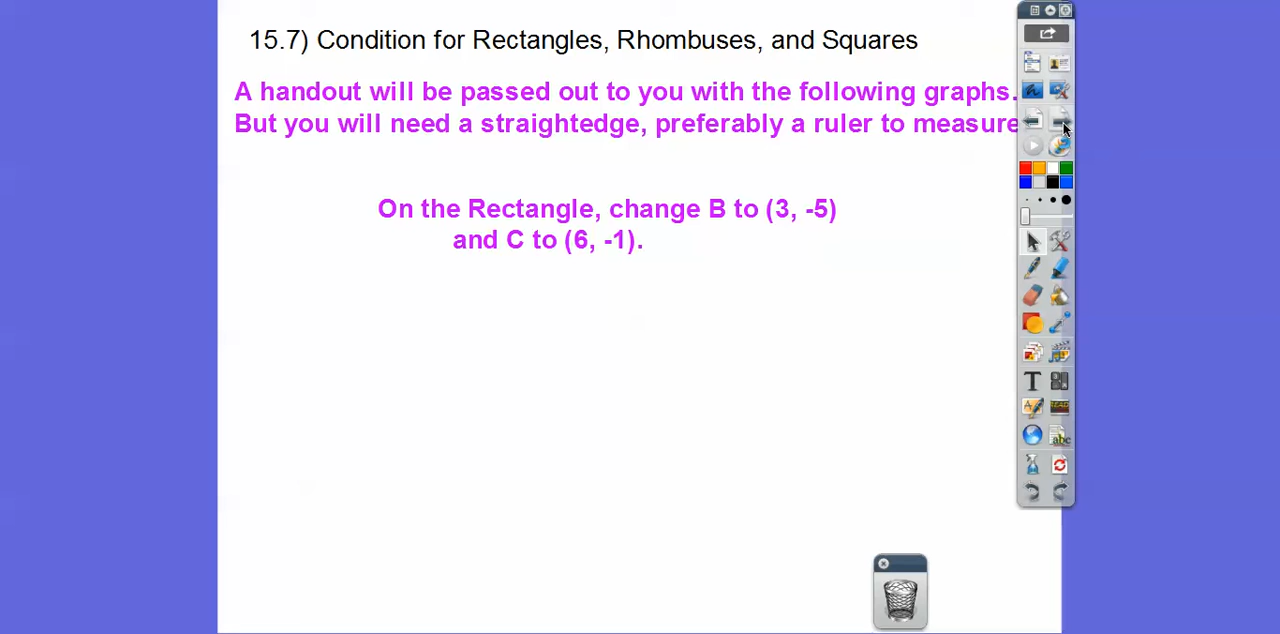 15.7) Condition for Rectangles, Rhombuses, and Squares
A handout will be passed out to you with the following graphs.
But you will need a straightedge, preferably a ruler to measure
On the Rectangle, change B to (3, -5)
and C to (6, -1).